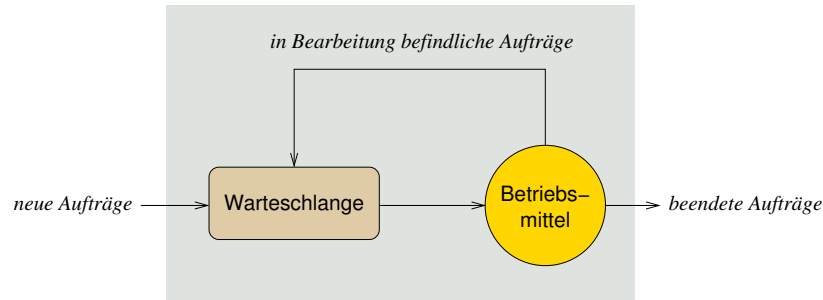 in Bearbeitung befindliche Aufträge
neue Aufträge
Warteschlange
Betriebs-
mittel
beendete Aufträge